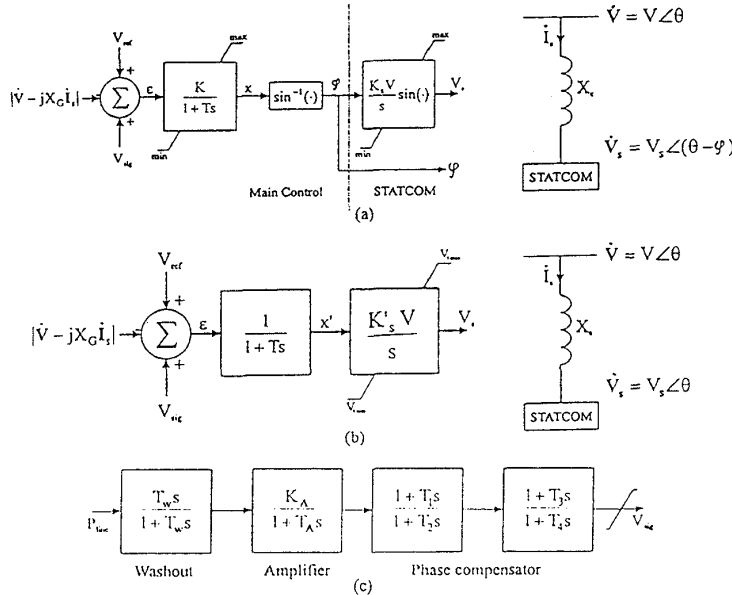 V_ref
|V̇ − jX_G İ_s|
+
−
+
Σ
ε
V_sig
max
K
1 + Ts
min
x
sin⁻¹(·)
φ
max
K_s V
s
sin(·)
min
V_s
φ
Main Control
STATCOM
(a)
V̇ = V∠θ
İ_s
X_s
V̇_s = V_s∠(θ − φ)
STATCOM
V_ref
|V̇ − jX_G İ_s|
+
−
+
Σ
ε
V_sig
1
1 + Ts
x'
K'_s V
s
V_s
(b)
V̇ = V∠θ
İ_s
X_s
V̇_s = V_s∠θ
STATCOM
P_line
T_w s
1 + T_w s
Washout
K_A
1 + T_A s
Amplifier
1 + T_1 s
1 + T_2 s
1 + T_3 s
1 + T_4 s
Phase compensator
V_sig
(c)